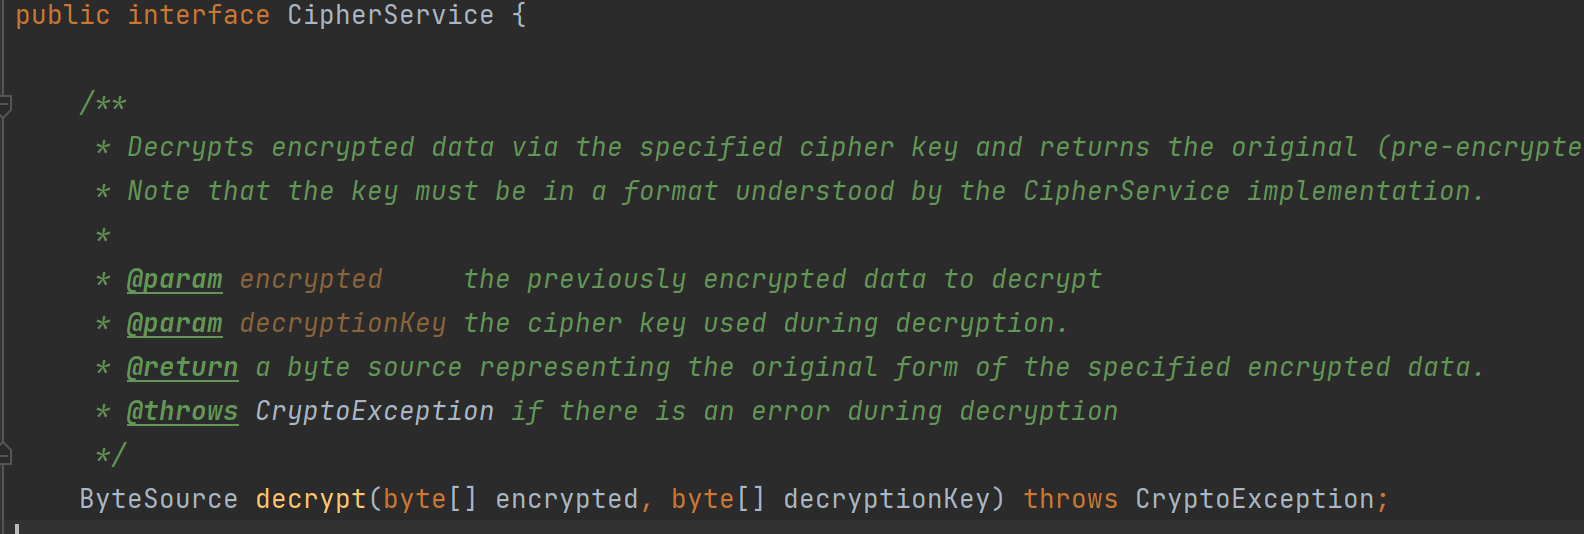 public interface CipherService {
/**
* Decrypts encrypted data via the specified cipher key and returns the original (pre-encrypte
* Note that the key must be in a format understood by the CipherService implementation.
*
* @param encrypted     the previously encrypted data to decrypt
* @param decryptionKey the cipher key used during decryption.
* @return a byte source representing the original form of the specified encrypted data.
* @throws CryptoException if there is an error during decryption
*/
ByteSource decrypt(byte[] encrypted, byte[] decryptionKey) throws CryptoException;